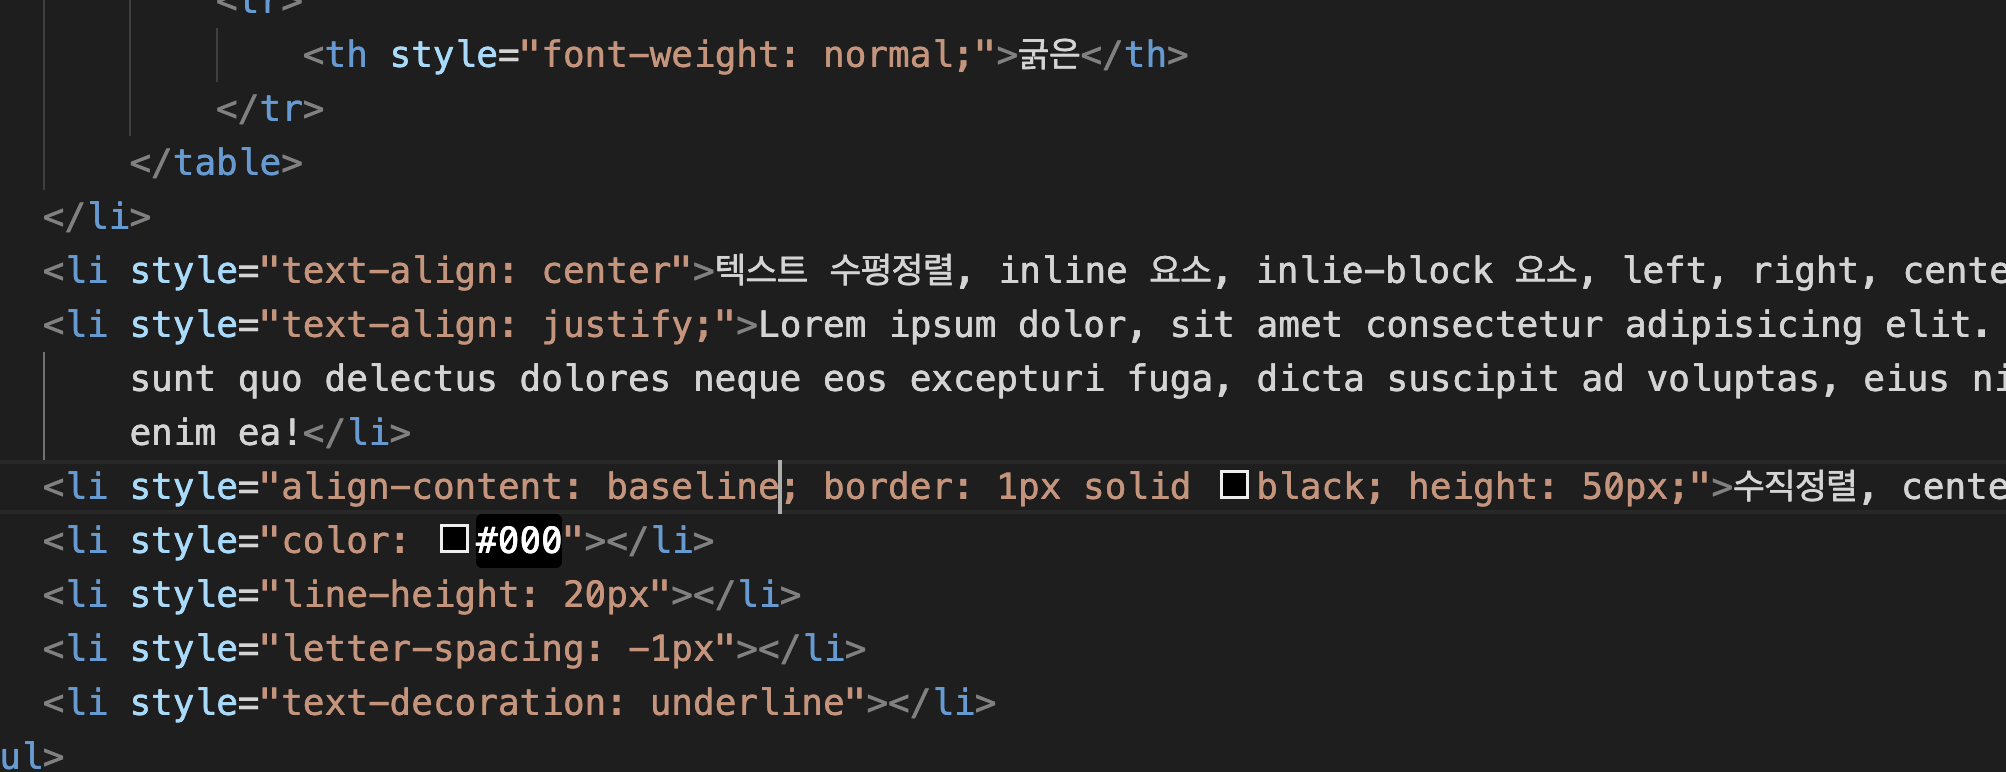 <tr>
<th style="font-weight: normal;">굵은</th>
</tr>
</table>
</li>
<li style="text-align: center">텍스트 수평정렬, inline 요소, inlie-block 요소, left, right, cente
<li style="text-align: justify;">Lorem ipsum dolor, sit amet consectetur adipisicing elit.
sunt quo delectus dolores neque eos excepturi fuga, dicta suscipit ad voluptas, eius ni
enim ea!</li>
<li style="align-content: baseline; border: 1px solid black; height: 50px;">수직정렬, cente
<li style="color: #000"></li>
<li style="line-height: 20px"></li>
<li style="letter-spacing: -1px"></li>
<li style="text-decoration: underline"></li>
ul>